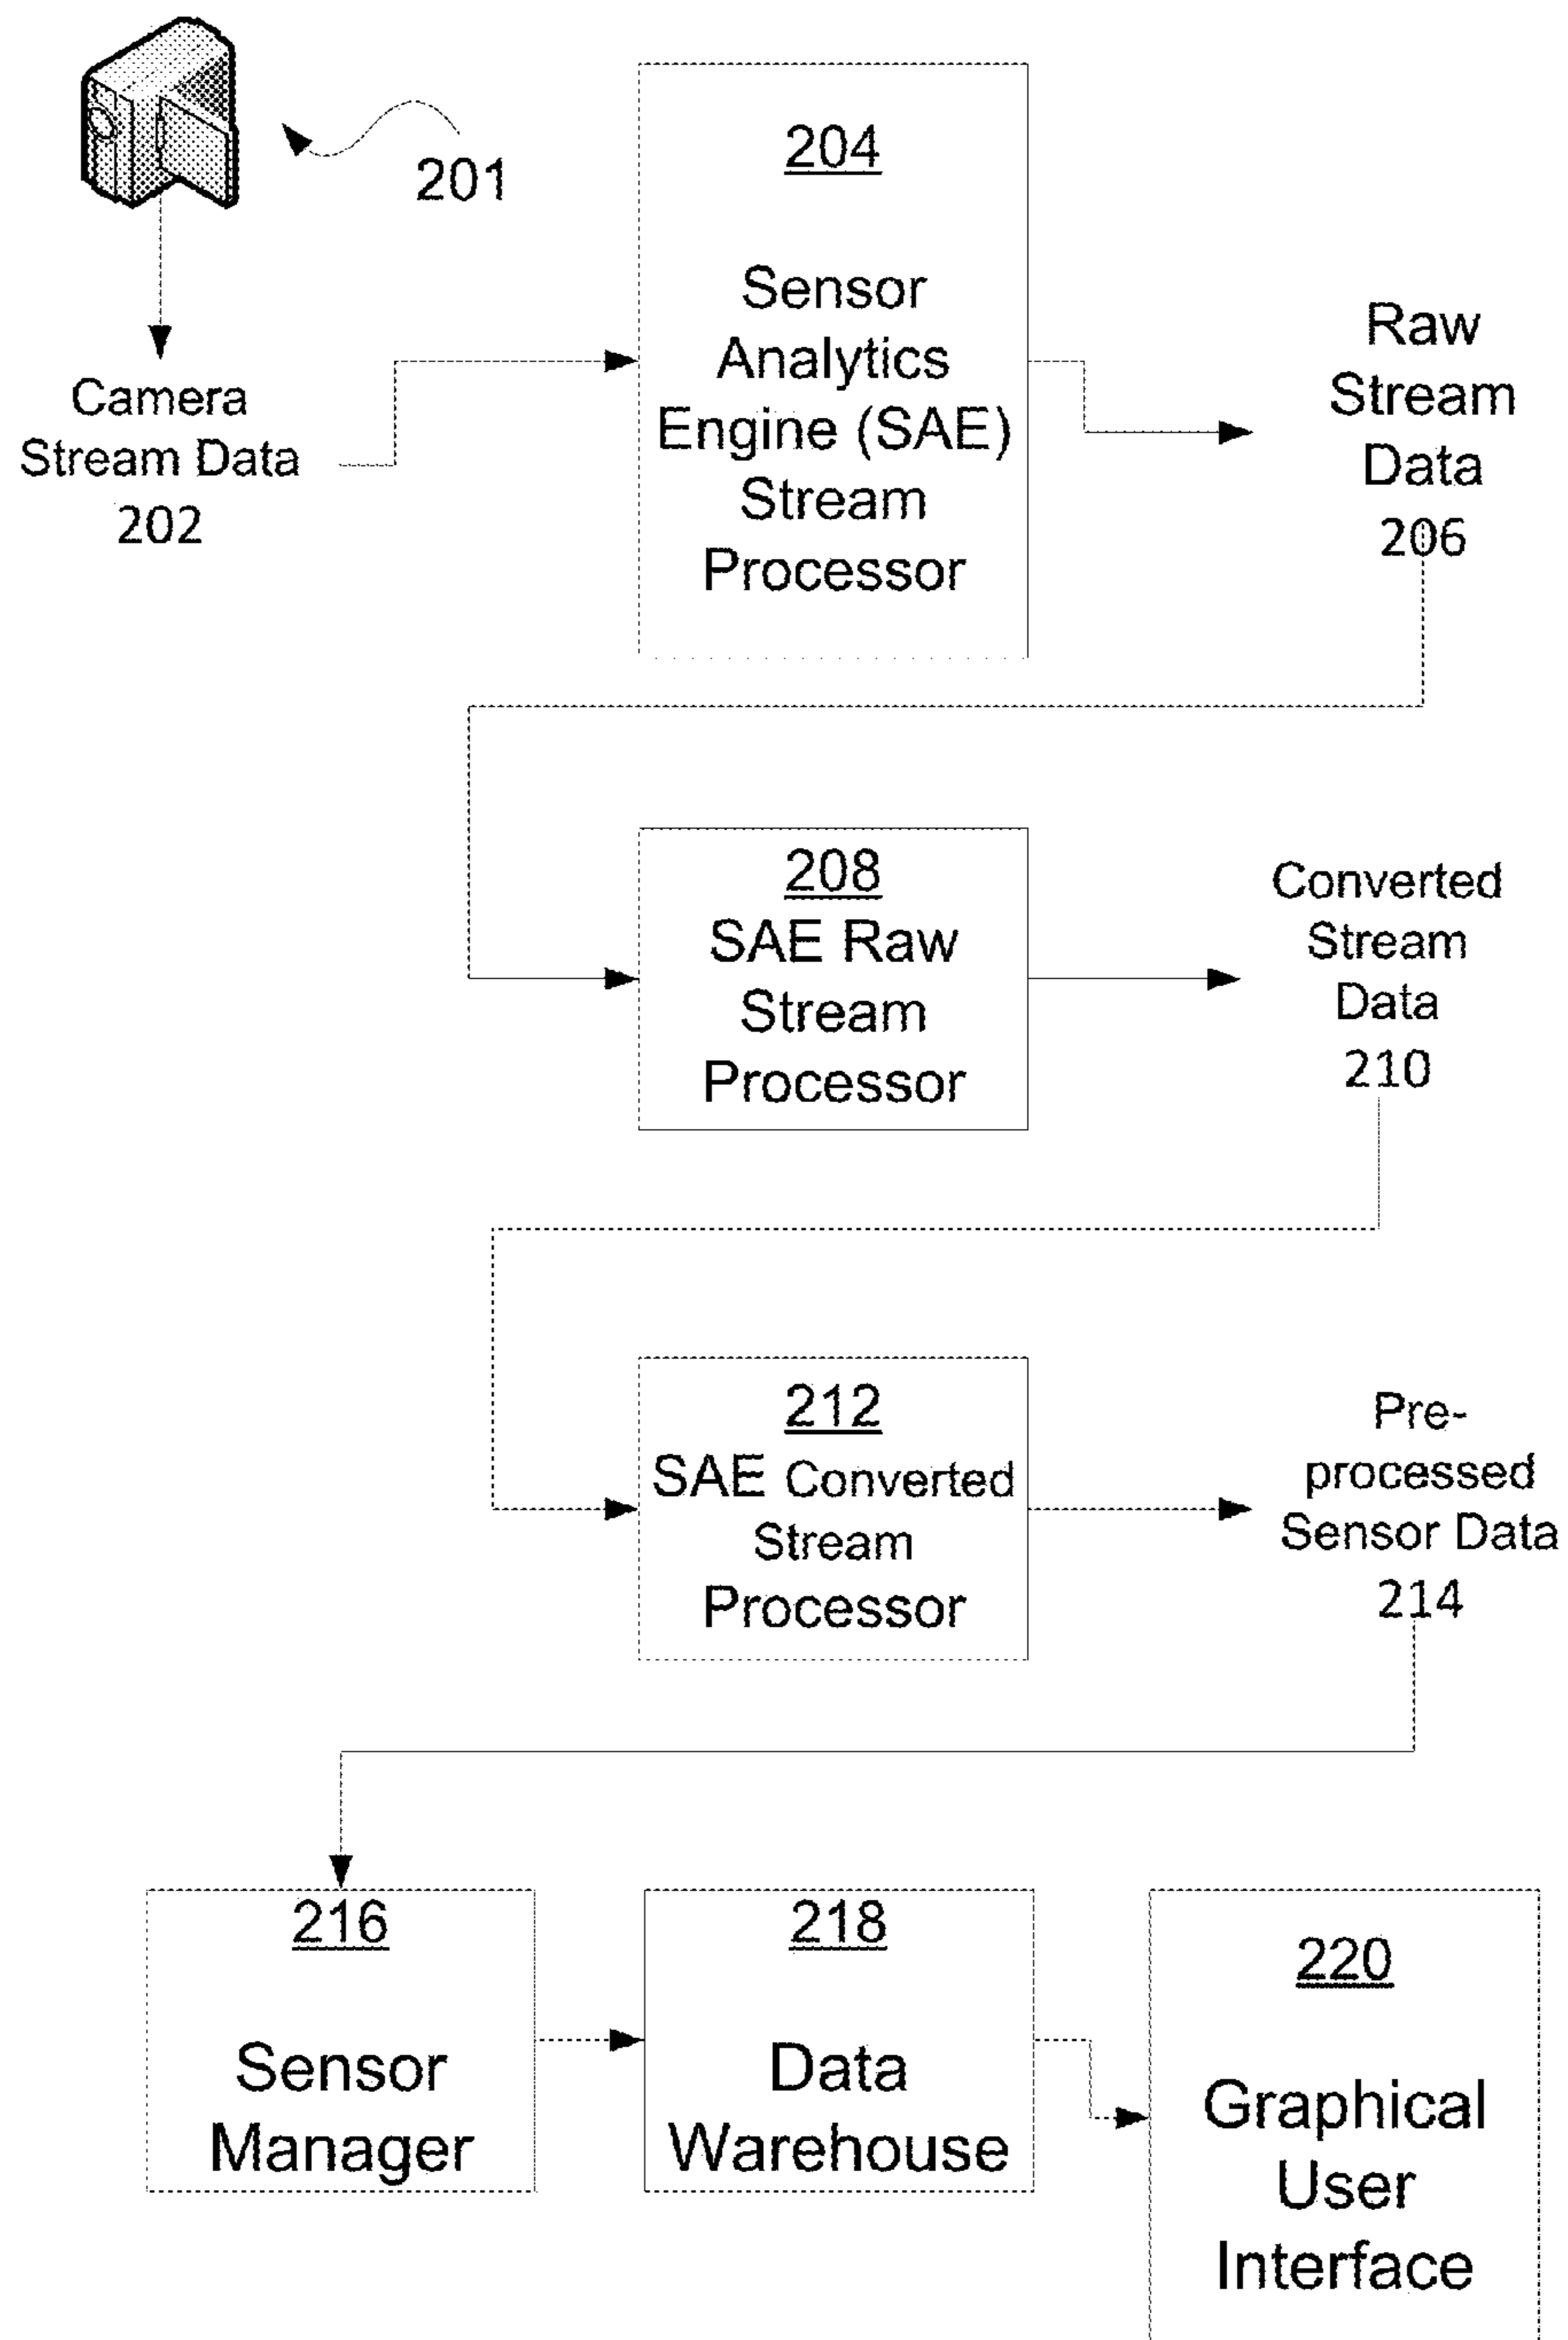 201
Camera
Stream Data
202
204
Sensor
Analytics
Engine (SAE)
Stream
Processor
Raw
Stream
Data
206
208
SAE Raw
Stream
Processor
Converted
Stream
Data
210
212
SAE Converted
Stream
Processor
Pre-
processed
Sensor Data
214
216
Sensor
Manager
218
Data
Warehouse
220
Graphical
User
Interface